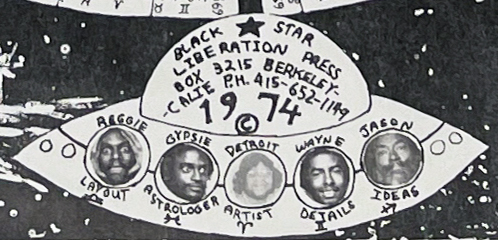 BLACK ★ STAR
LIBERATION PRESS
BOX 3215 BERKELEY-
-CALIF P.H. 415-652-1149
1974
©
REGGIE
GYPSIE
DETROIT
WAYNE
JASON
LAYOUT
ASTROLOGER
ARTIST
DETAILS
IDEAS
♎
♓
♈
♊
♐